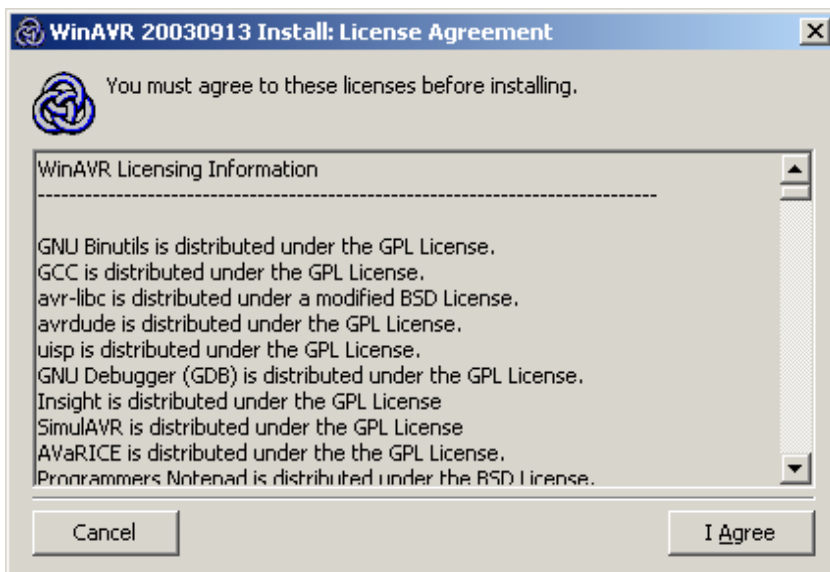 WinAVR 20030913 Install: License Agreement
You must agree to these licenses before installing.
WinAVR Licensing Information
-------------------------------------------------------------------------------
GNU Binutils is distributed under the GPL License.
GCC is distributed under the GPL License.
avr-libc is distributed under a modified BSD License.
avrdude is distributed under the GPL License.
uisp is distributed under the GPL License.
GNU Debugger (GDB) is distributed under the GPL License.
Insight is distributed under the GPL License
SimulAVR is distributed under the GPL License
AVaRICE is distributed under the the GPL License.
Programmers Notepad is distributed under the BSD License.
Cancel
I Agree